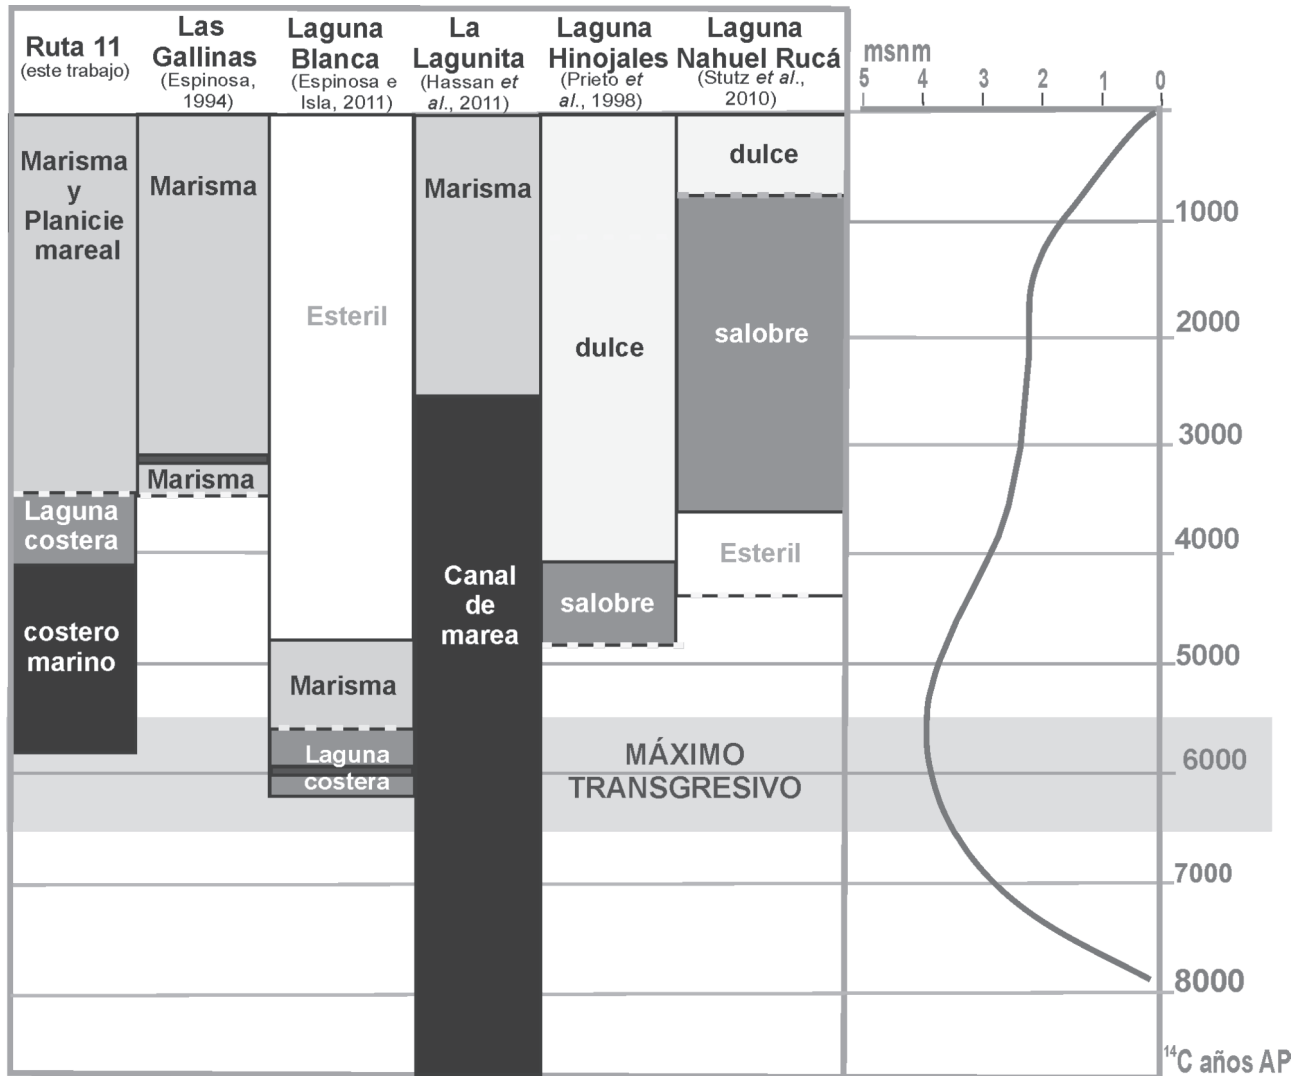 Ruta 11
(este trabajo)
Las
Gallinas
(Espinosa,
1994)
Laguna
Blanca
(Espinosa e
Isla, 2011)
La
Lagunita
(Hassan et
al., 2011)
Laguna
Hinojales
(Prieto et
al., 1998)
Laguna
Nahuel Rucá
(Stutz et al.,
2010)
msnm
5 4 3 2 1 0
Marisma
y
Planicie
mareal
Laguna
costera
costero
marino
Marisma
Marisma
Esteril
Marisma
Laguna
costera
Marisma
Canal
de
marea
dulce
salobre
dulce
salobre
Esteril
MÁXIMO
TRANSGRESIVO
1000
2000
3000
4000
5000
6000
7000
8000
¹⁴C años AP